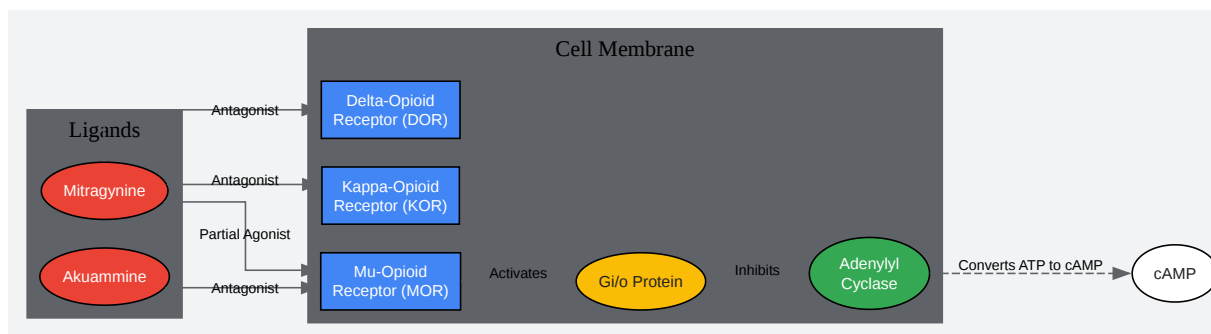 Cell Membrane
Ligands
Mitragynine
Akuammine
Antagonist
Antagonist
Partial Agonist
Antagonist
Delta-Opioid
Receptor (DOR)
Kappa-Opioid
Receptor (KOR)
Mu-Opioid
Receptor (MOR)
Activates
Gi/o Protein
Inhibits
Adenylyl
Cyclase
Converts ATP to cAMP
cAMP